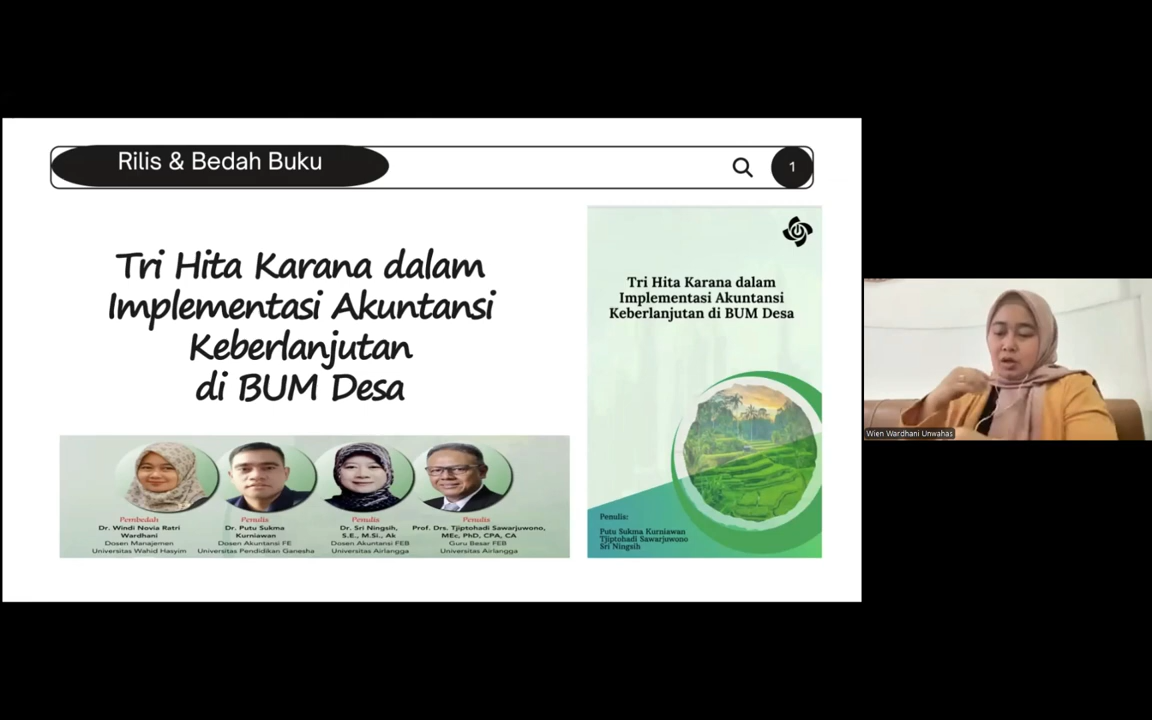 Rilis & Bedah Buku
1
Tri Hita Karana dalam
Implementasi Akuntansi
Keberlanjutan
di BUM Desa
Pembedah
Dr. Windi Novia Ratri
Wardhani
Dosen Manajemen
Universitas Wahid Hasyim
Penulis
Dr. Putu Sukma
Kurniawan
Dosen Akuntansi FE
Universitas Pendidikan Ganesha
Penulis
Dr. Sri Ningsih,
S.E., M.Si., Ak
Dosen Akuntansi FEB
Universitas Airlangga
Penulis
Prof. Drs. Tjiptohadi Sawarjuwono,
MEc, PhD, CPA, CA
Guru Besar FEB
Universitas Airlangga
Tri Hita Karana dalam
Implementasi Akuntansi
Keberlanjutan di BUM Desa
Penulis:
Putu Sukma Kurniawan
Tjiptohadi Sawarjuwono
Sri Ningsih
Wien Wardhani Unwahas